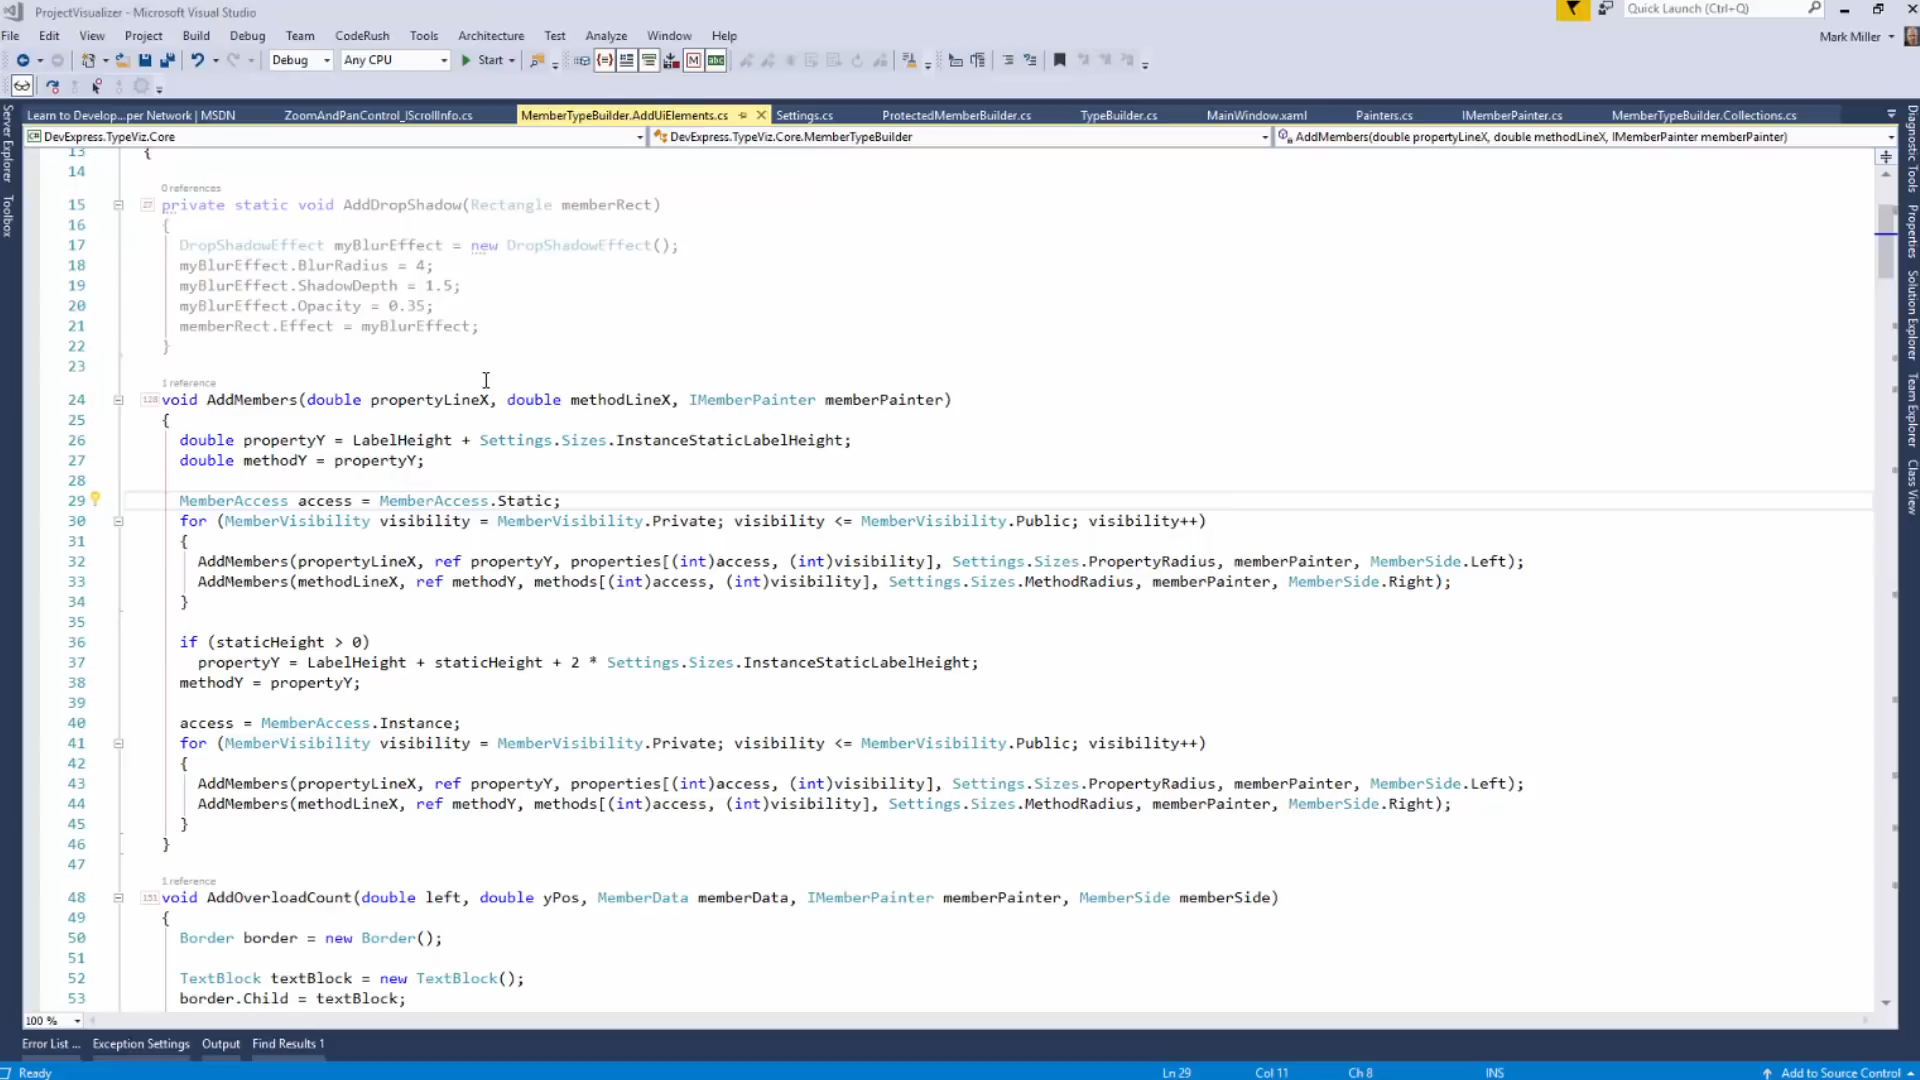 ProjectVisualizer - Microsoft Visual Studio
Quick Launch (Ctrl+Q)
File Edit View Project Build Debug Team CodeRush Tools Architecture Test Analyze Window Help
Mark Miller
Debug Any CPU Start
Learn to Develop...per Network | MSDN ZoomAndPanControl_IScrollInfo.cs MemberTypeBuilder.AddUiElements.cs Settings.cs ProtectedMemberBuilder.cs TypeBuilder.cs MainWindow.xaml Painters.cs IMemberPainter.cs MemberTypeBuilder.Collections.cs
DevExpress.TypeViz.Core DevExpress.TypeViz.Core.MemberTypeBuilder AddMembers(double propertyLineX, double methodLineX, IMemberPainter memberPainter)
Server Explorer
Toolbox
Diagnostic Tools
Properties
Solution Explorer
Team Explorer
Class View
13 {
14
0 references
15 27 private static void AddDropShadow(Rectangle memberRect)
16 {
17 DropShadowEffect myBlurEffect = new DropShadowEffect();
18 myBlurEffect.BlurRadius = 4;
19 myBlurEffect.ShadowDepth = 1.5;
20 myBlurEffect.Opacity = 0.35;
21 memberRect.Effect = myBlurEffect;
22 }
23
1 reference
24 128 void AddMembers(double propertyLineX, double methodLineX, IMemberPainter memberPainter)
25 {
26 double propertyY = LabelHeight + Settings.Sizes.InstanceStaticLabelHeight;
27 double methodY = propertyY;
28
29 MemberAccess access = MemberAccess.Static;
30 for (MemberVisibility visibility = MemberVisibility.Private; visibility <= MemberVisibility.Public; visibility++)
31 {
32 AddMembers(propertyLineX, ref propertyY, properties[(int)access, (int)visibility], Settings.Sizes.PropertyRadius, memberPainter, MemberSide.Left);
33 AddMembers(methodLineX, ref methodY, methods[(int)access, (int)visibility], Settings.Sizes.MethodRadius, memberPainter, MemberSide.Right);
34 }
35
36 if (staticHeight > 0)
37 propertyY = LabelHeight + staticHeight + 2 * Settings.Sizes.InstanceStaticLabelHeight;
38 methodY = propertyY;
39
40 access = MemberAccess.Instance;
41 for (MemberVisibility visibility = MemberVisibility.Private; visibility <= MemberVisibility.Public; visibility++)
42 {
43 AddMembers(propertyLineX, ref propertyY, properties[(int)access, (int)visibility], Settings.Sizes.PropertyRadius, memberPainter, MemberSide.Left);
44 AddMembers(methodLineX, ref methodY, methods[(int)access, (int)visibility], Settings.Sizes.MethodRadius, memberPainter, MemberSide.Right);
45 }
46 }
47
1 reference
48 151 void AddOverloadCount(double left, double yPos, MemberData memberData, IMemberPainter memberPainter, MemberSide memberSide)
49 {
50 Border border = new Border();
51
52 TextBlock textBlock = new TextBlock();
53 border.Child = textBlock;
100 %
Error List ... Exception Settings Output Find Results 1
Ready Ln 29 Col 11 Ch 8 INS Add to Source Control